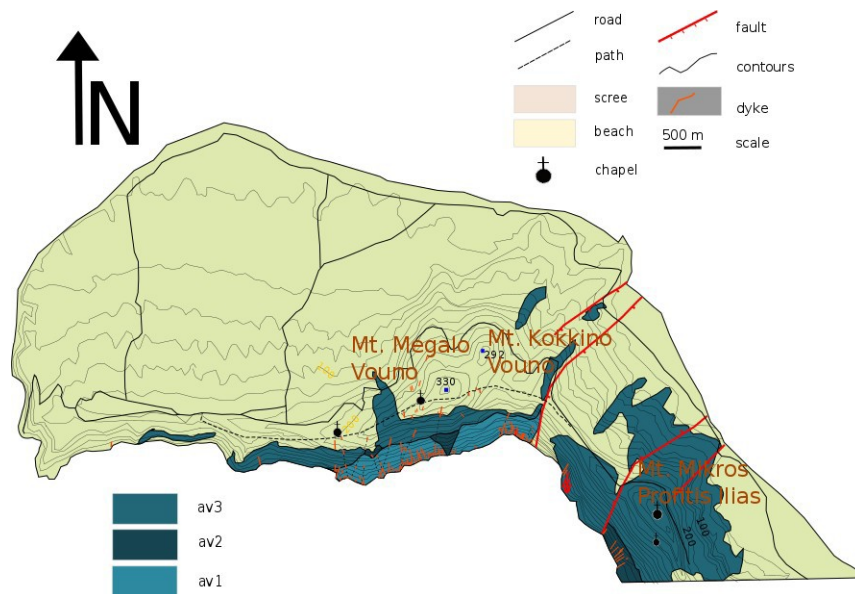 road
fault
path
contours
scree
dyke
beach
500 m
scale
chapel
N
Mt. Megalo
Vouno
Mt. Kokkino
Vouno
292
330
Mt. Mikros
Profitis Ilias
100
200
av3
av2
av1